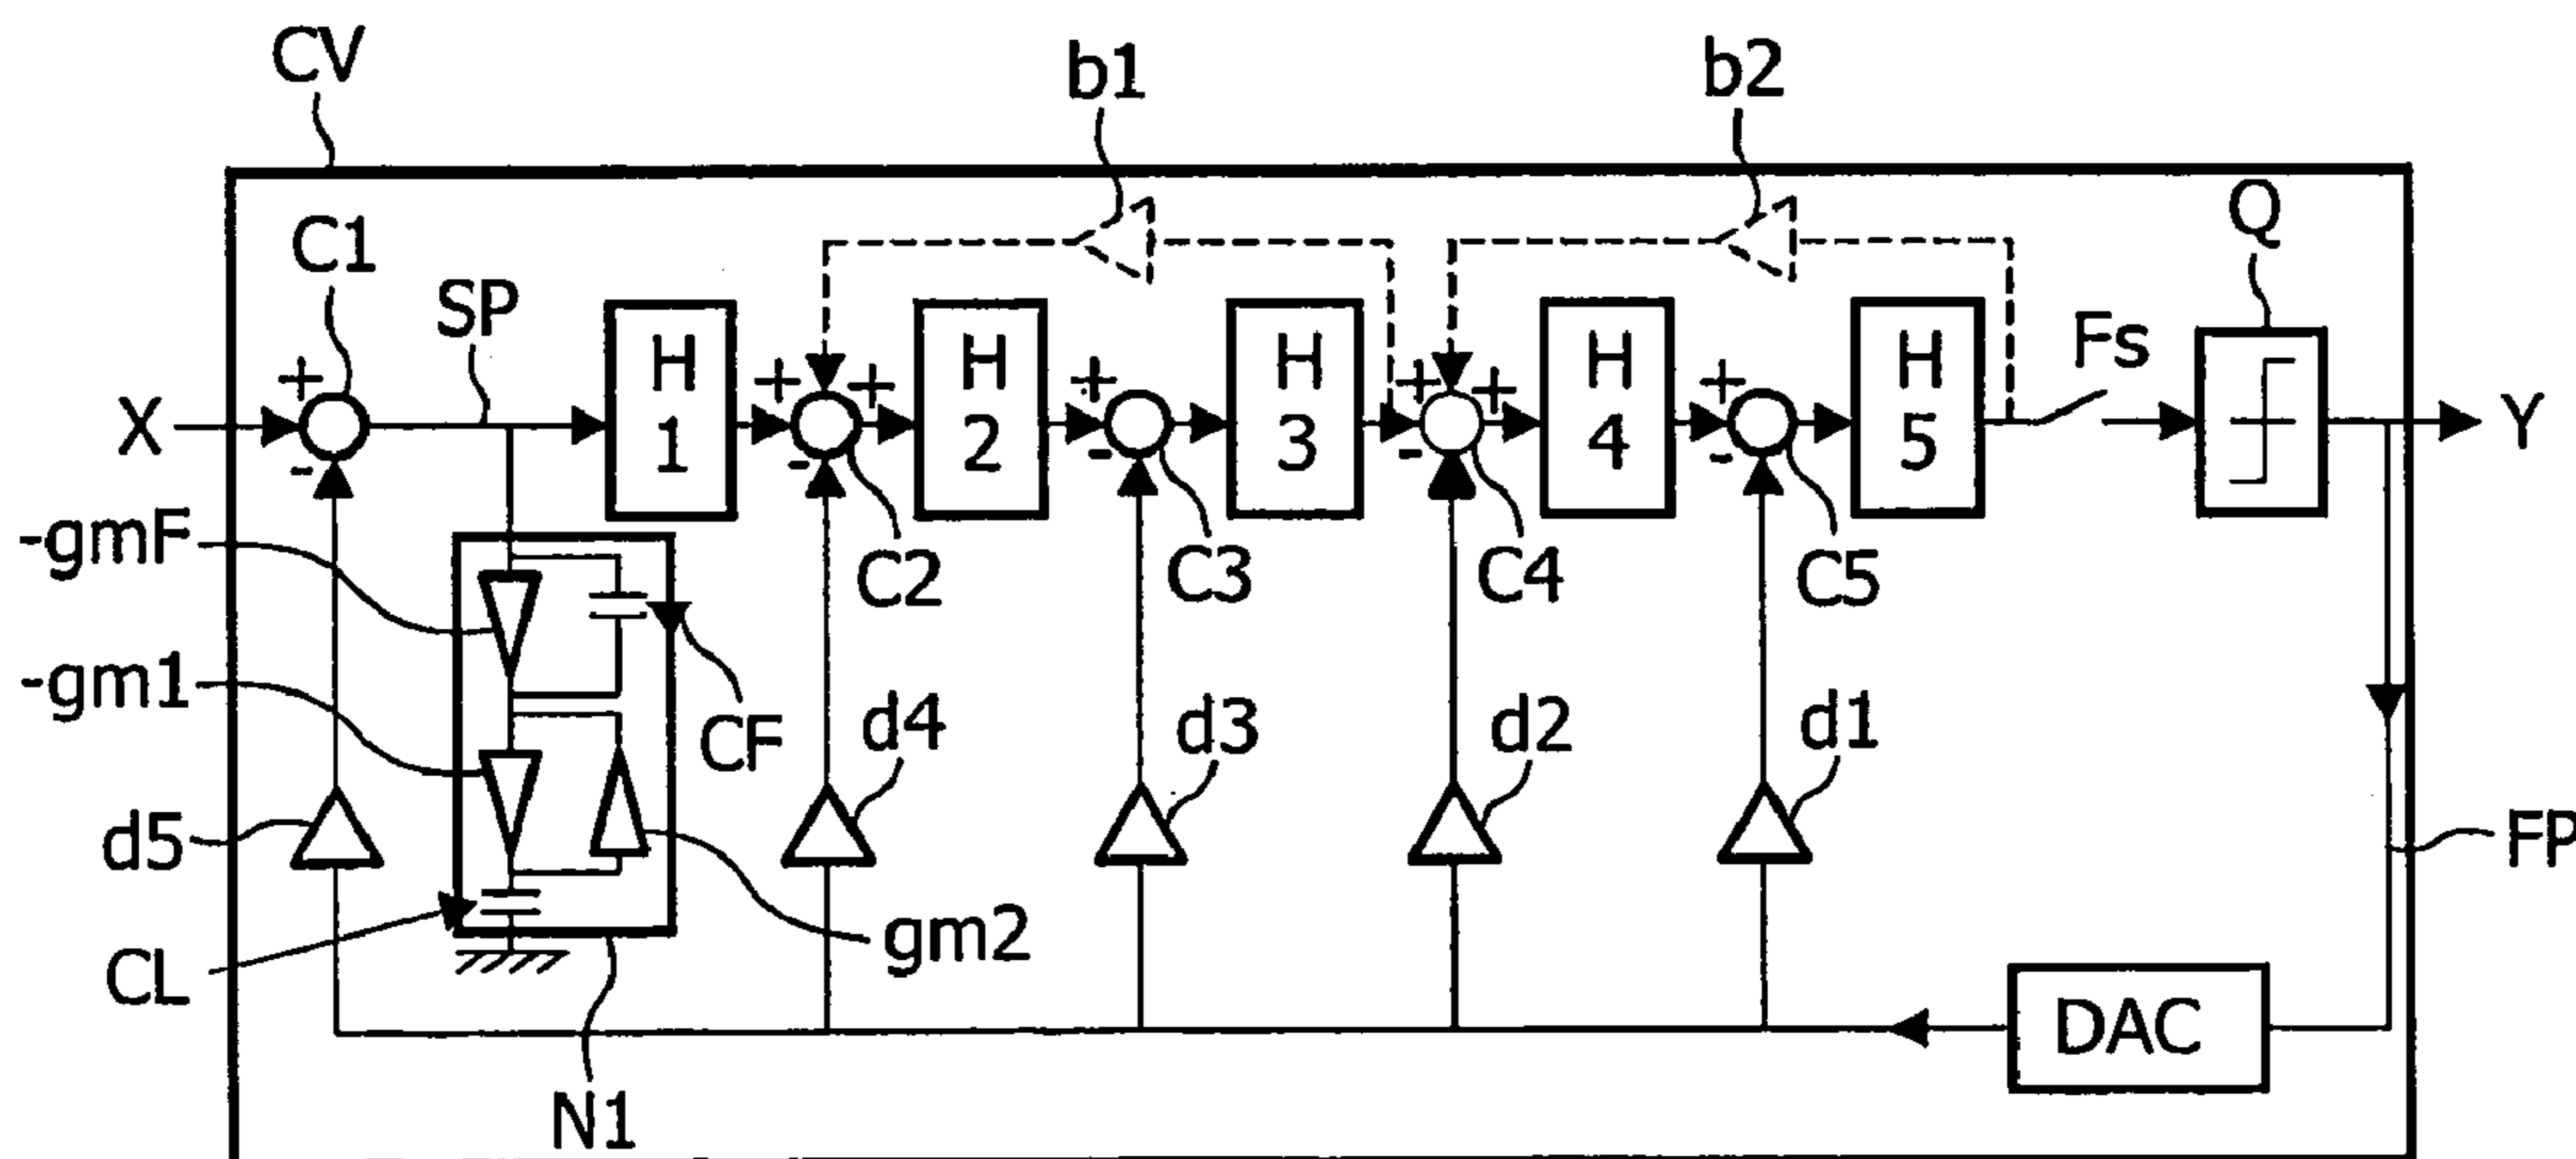 CV
b1
b2
C1
SP
Q
+
H
1
+
+
H
2
+
H
3
+
+
H
4
+
H
5
Fs
X
Y
-
-
-
-
-
-gmF
C2
C3
C4
C5
-gm1
CF
d5
d4
d3
d2
d1
FP
CL
gm2
DAC
N1